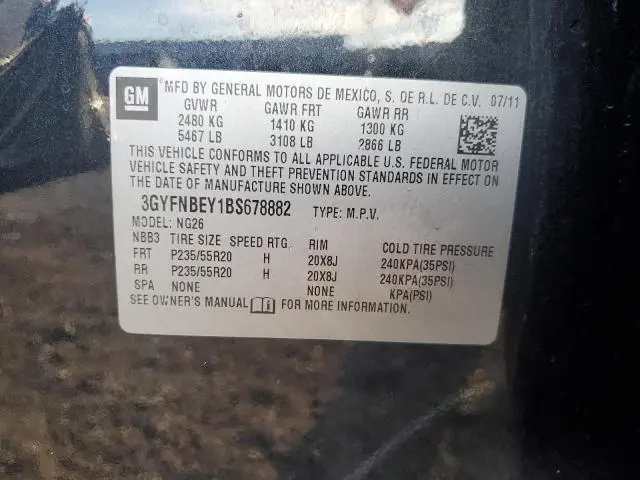 GM
MFD BY GENERAL MOTORS DE MEXICO, S. DE R.L. DE C.V. 07/11
GVWR GAWR FRT GAWR RR
2480 KG 1410 KG 1300 KG
5467 LB 3108 LB 2866 LB
THIS VEHICLE CONFORMS TO ALL APPLICABLE U.S. FEDERAL MOTOR
VEHICLE SAFETY AND THEFT PREVENTION STANDARDS IN EFFECT ON
THE DATE OF MANUFACTURE SHOWN ABOVE.
3GYFNBEY1BS678882 TYPE: M.P.V.
MODEL: NG26
NBB3 TIRE SIZE SPEED RTG RIM COLD TIRE PRESSURE
FRT P235/55R20 H 20X8J 240KPA(35PSI)
RR P235/55R20 H 20X8J 240KPA(35PSI)
SPA NONE NONE KPA(PSI)
SEE OWNER'S MANUAL FOR MORE INFORMATION.